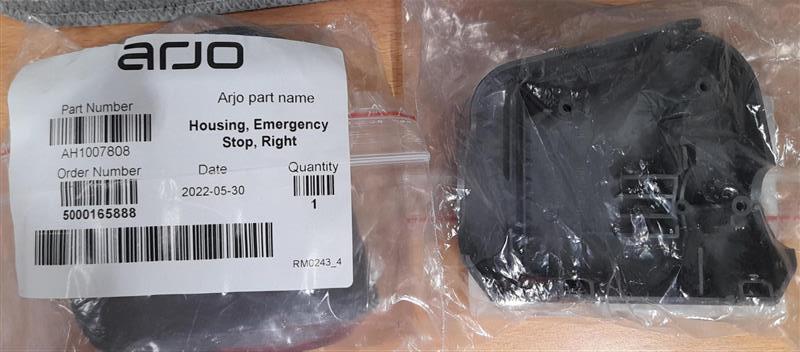 arjo
Part Number
Arjo part name
AH1007808
Housing, Emergency
Stop, Right
Order Number
Date
Quantity
5000165888
2022-05-30
1
RM0243_4